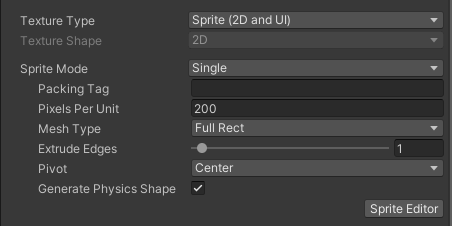 Texture Type Sprite (2D and UI)
Texture Shape 2D
Sprite Mode Single
Packing Tag
Pixels Per Unit 200
Mesh Type Full Rect
Extrude Edges 1
Pivot Center
Generate Physics Shape
Sprite Editor